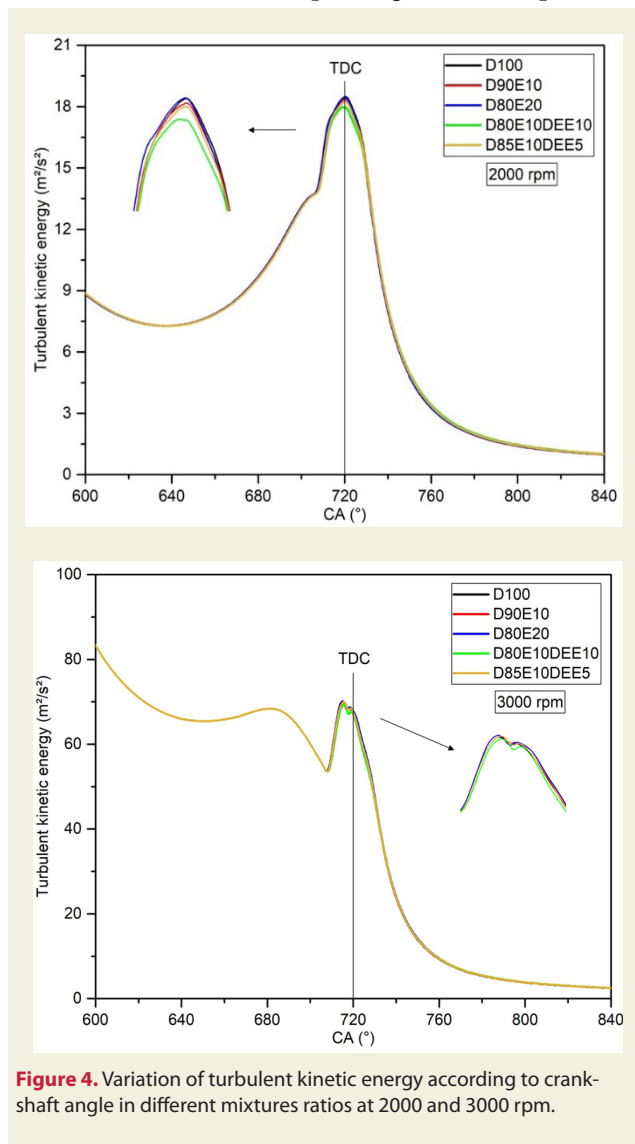 21
18
15
12
9
6
3
0
Turbulent kinetic energy (m²/s²)
TDC
D100
D90E10
D80E20
D80E10DEE10
D85E10DEE5
2000 rpm
600 640 680 720 760 800 840
CA (°)
100
80
60
40
20
0
Turbulent kinetic energy (m²/s²)
TDC
D100
D90E10
D80E20
D80E10DEE10
D85E10DEE5
3000 rpm
600 640 680 720 760 800 840
CA (°)
Figure 4. Variation of turbulent kinetic energy according to crank-
shaft angle in different mixtures ratios at 2000 and 3000 rpm.